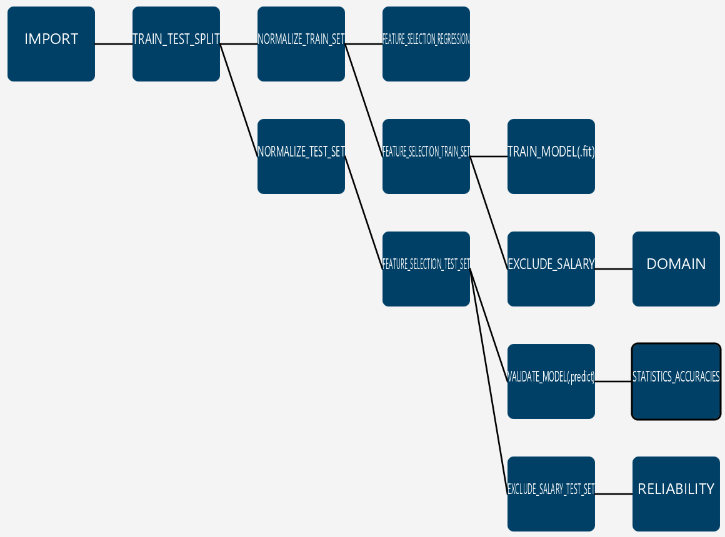 IMPORT
TRAIN_TEST_SPLIT
NORMALIZE_TRAIN_SET
FEATURE_SELECTION_REGRESSION
NORMALIZE_TEST_SET
FEATURE_SELECTION_TRAIN_SET
TRAIN_MODEL(.fit)
FEATURE_SELECTION_TEST_SET
EXCLUDE_SALARY
DOMAIN
VALIDATE_MODEL(.predict)
STATISTICS_ACCURACIES
EXCLUDE_SALARY_TEST_SET
RELIABILITY